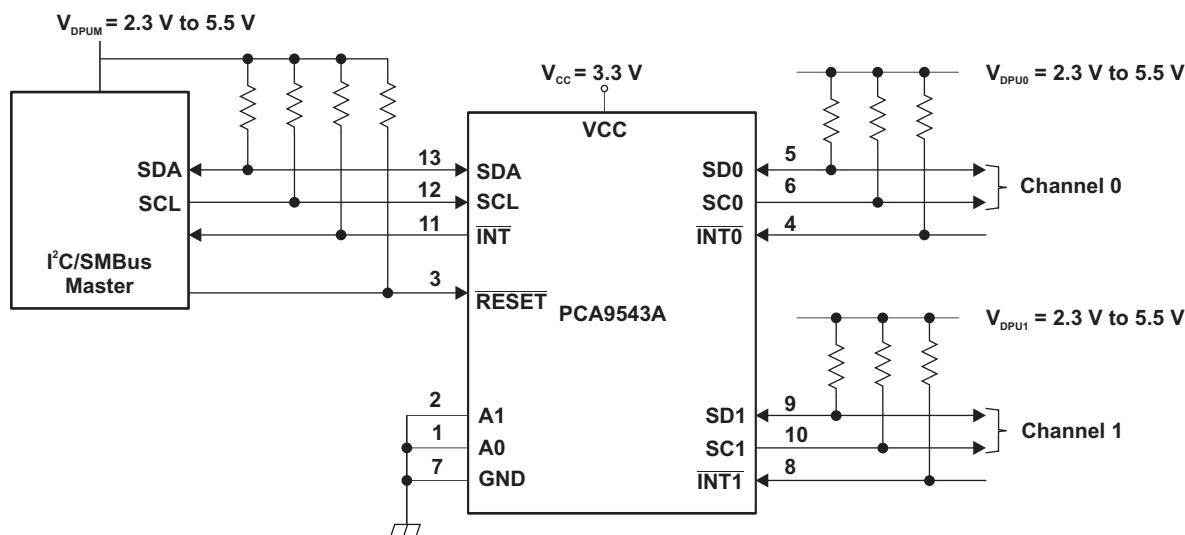 V_DPUM = 2.3 V to 5.5 V
V_CC = 3.3 V
V_DPU0 = 2.3 V to 5.5 V
VCC
SDA
SCL
I²C/SMBus
Master
13
12
11
3
SDA
SCL
INT
RESET
PCA9543A
2
1
7
A1
A0
GND
SD0
SC0
INT0
5
6
4
Channel 0
V_DPU1 = 2.3 V to 5.5 V
SD1
SC1
INT1
9
10
8
Channel 1